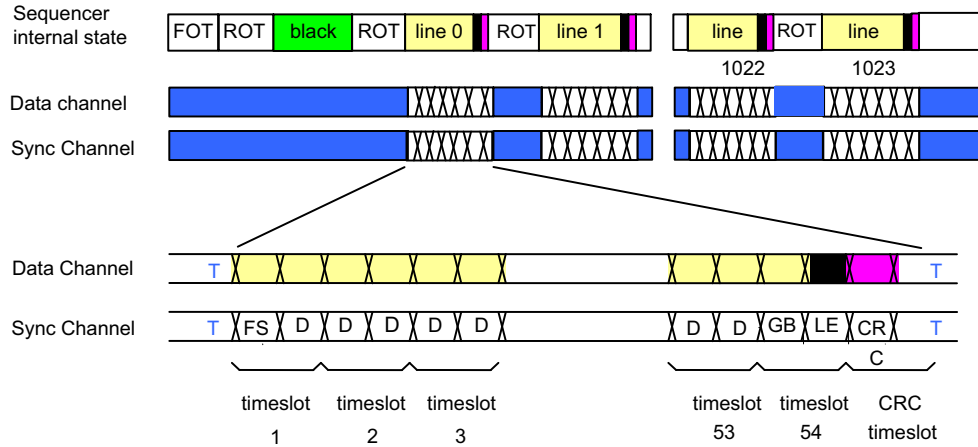 Sequencer
internal state
FOT ROT black ROT line 0 ROT line 1 line ROT line
1022 1023
Data channel
Sync Channel
Data Channel T T
Sync Channel T FS D D D D D D D GB LE CR T
C
timeslot timeslot timeslot timeslot timeslot CRC
1 2 3 53 54 timeslot